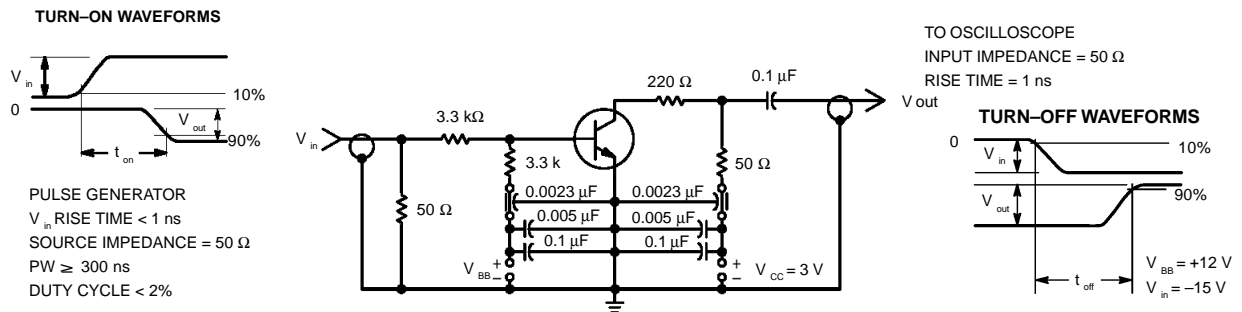 TURN–ON WAVEFORMS
V in
0
10%
V out
90%
t on
PULSE GENERATOR
V in RISE TIME < 1 ns
SOURCE IMPEDANCE = 50 Ω
PW ≥ 300 ns
DUTY CYCLE < 2%
V in
3.3 kΩ
50 Ω
3.3 k
220 Ω
0.1 μF
V out
50 Ω
0.0023 μF
0.0023 μF
0.005 μF
0.005 μF
0.1 μF
0.1 μF
V BB
+
–
+
–
V CC = 3 V
TO OSCILLOSCOPE
INPUT IMPEDANCE = 50 Ω
RISE TIME = 1 ns
TURN–OFF WAVEFORMS
0
V in
10%
V out
90%
t off
V BB = +12 V
V in = –15 V